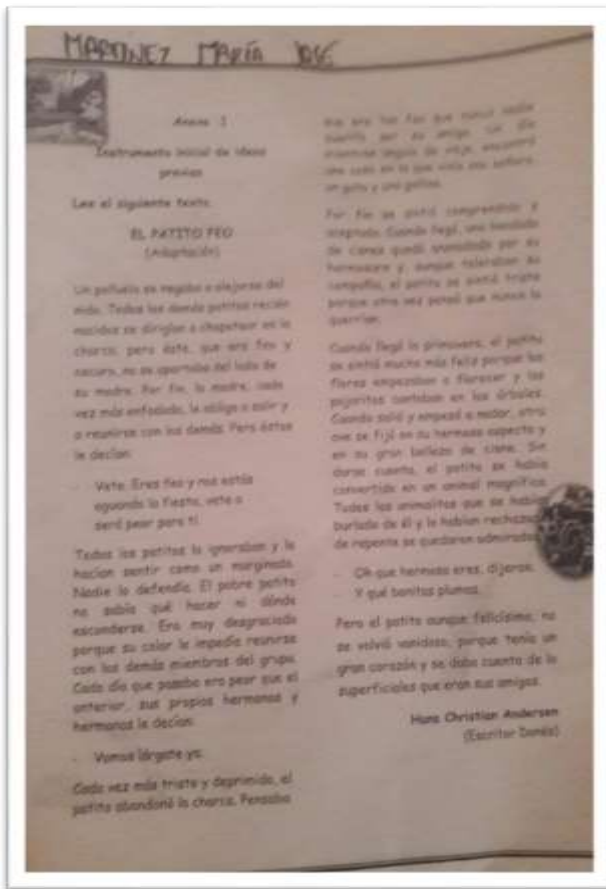 MARTINEZ MARÍA JOSÉ
Anexo 1
Instrumento inicial de ideas
previas
Lee el siguiente texto.
EL PATITO FEO
(Adaptación)
Un polluelo se negaba a alejarse del
nido. Todos los demás patitos recién
nacidos se dirigían a chapotear en la
charca, pero éste, que era feo y
oscuro, no se apartaba del lado de
su madre. Por fin, la madre, cada
vez más enfadada, le obligó a salir y
a reunirse con los demás. Pero éstos
le decían:
- Vete. Eres feo y nos estás
aguando la fiesta, vete o
será peor para ti.
Todos los patitos lo ignoraban y lo
hacían sentir como un marginado.
Nadie lo defendía. El pobre patito
no sabía qué hacer ni dónde
esconderse. Era muy desgraciado
porque su color le impedía reunirse
con los demás miembros del grupo.
Cada día que pasaba era peor que el
anterior, sus propios hermanos y
hermanas le decían:
- Vamos lárgate ya.
Cada vez más triste y deprimido, el
patito abandonó la charca. Pensaba
que era tan feo que nunca nadie
querría ser su amigo. Un día
mientras seguía de viaje, encontró
una casa en la que vivía una señora,
un gato y una gallina.
Por fin se sintió comprendido y
aceptado. Cuando llegó, una bandada
de cisnes quedó anonadado por su
hermosura y, aunque toleraban su
compañía, el patito se sintió triste
porque otra vez pensó que nunca lo
querrían.
Cuando llegó la primavera, el patito
se sintió mucho más feliz porque las
flores empezaban a florecer y los
pajaritos cantaban en los árboles.
Cuando salió y empezó a nadar, otra
ave se fijó en su hermoso aspecto y
en su gran belleza de cisne. Sin
darse cuenta, el patito se había
convertido en un animal magnífico.
Todos los animalitos que se habían
burlado de él y le habían rechazado
de repente se quedaron admirados.
- Oh que hermoso eres, dijeron.
- Y qué bonitas plumas.
Pero el patito aunque felicísimo, no
se volvió vanidoso, porque tenía un
gran corazón y se daba cuenta de lo
superficiales que eran sus amigos.
Hans Christian Andersen
(Escritor Danés)